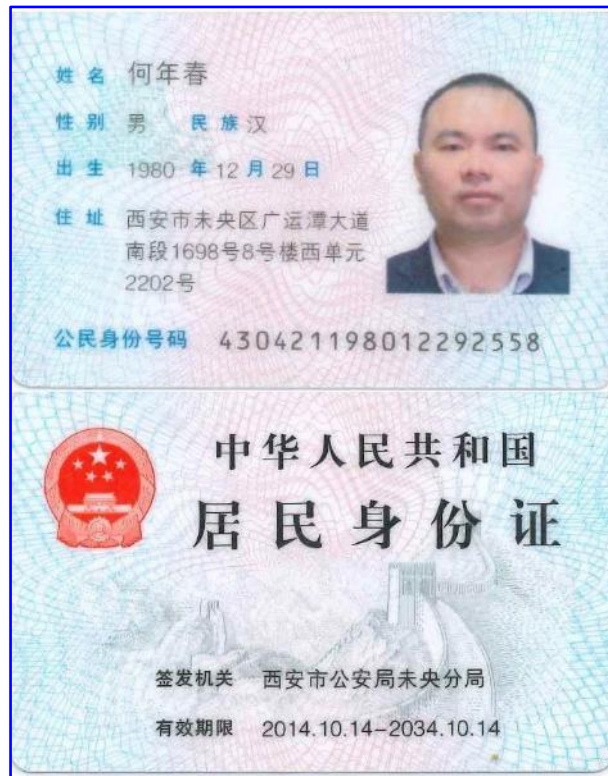 姓名 何年春
性别 男 民族 汉
出生 1980 年 12 月 29 日
住址 西安市未央区广运潭大道
南段1698号8号楼西单元
2202号
公民身份号码 430421198012292558
中华人民共和国
居民身份证
签发机关 西安市公安局未央分局
有效期限 2014.10.14-2034.10.14